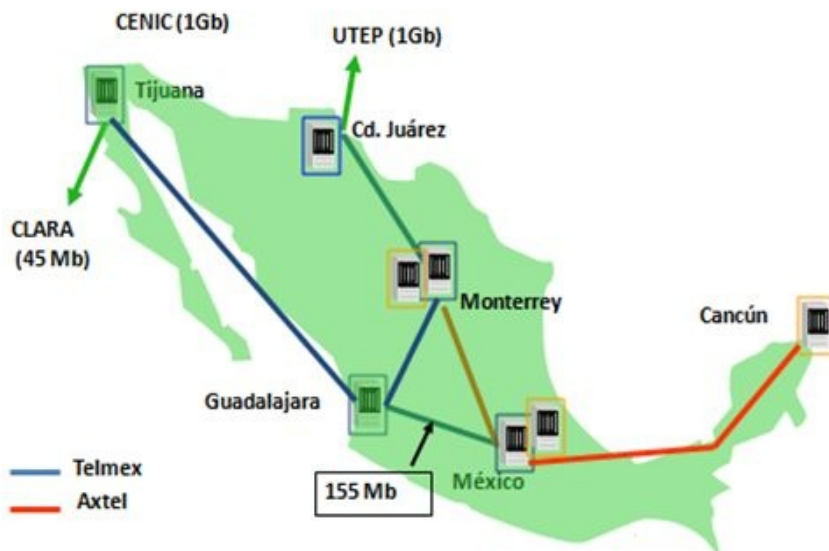 CENIC (1Gb)
UTEP (1Gb)
Tijuana
Cd. Juárez
CLARA
(45 Mb)
Monterrey
Cancún
Guadalajara
Telmex
Axtel
155 Mb
México